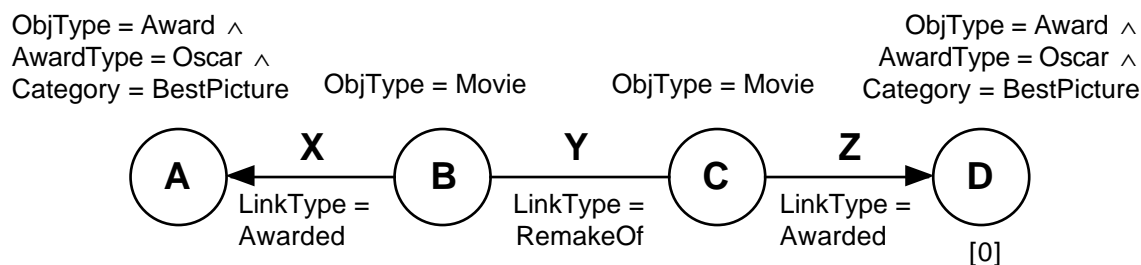 ObjType = Award ∧
AwardType = Oscar ∧
Category = BestPicture
ObjType = Movie
ObjType = Movie
ObjType = Award ∧
AwardType = Oscar ∧
Category = BestPicture
A
X
B
Y
C
Z
D
LinkType =
Awarded
LinkType =
RemakeOf
LinkType =
Awarded
[0]